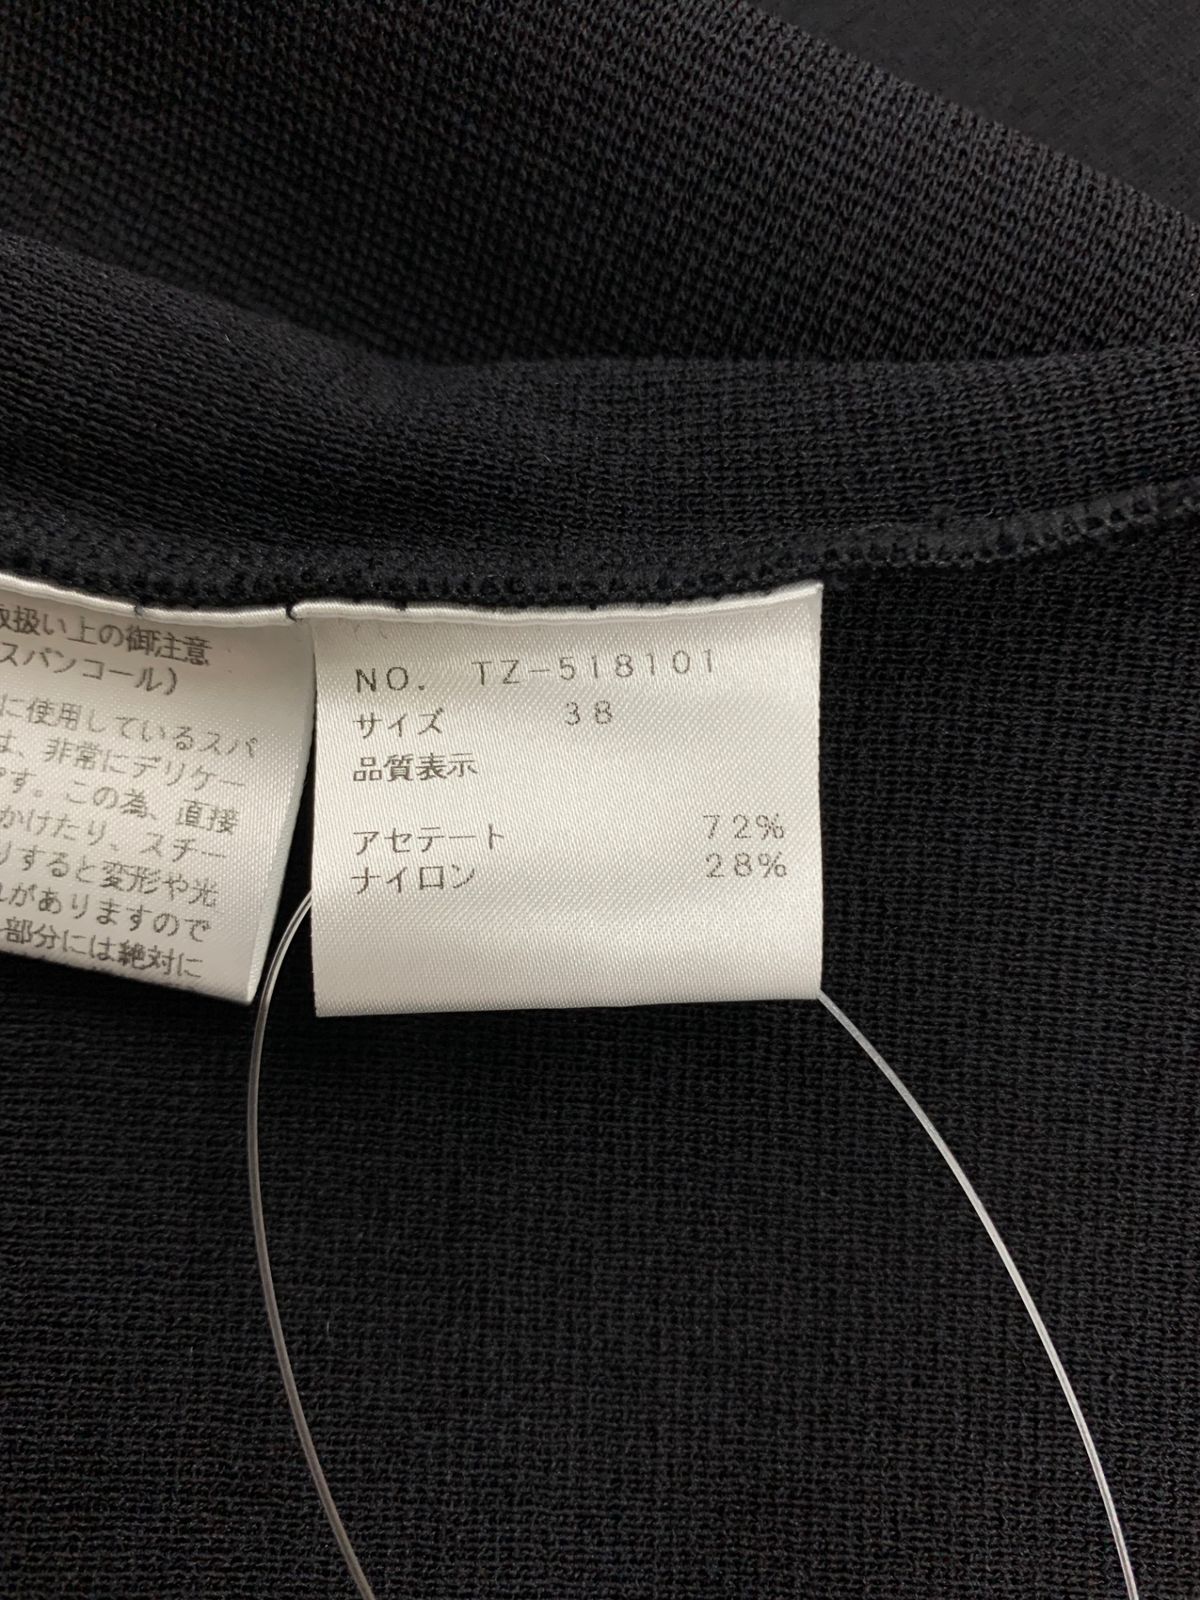 取扱い上の御注意
スパンコール）
に使用しているスパ
は、非常にデリケー
です。この為、直接
かけたり、スチー
りすると変形や光
れがありますので
部分には絶対に
NO. TZ-518101
サイズ 38
品質表示
アセテート 72%
ナイロン 28%